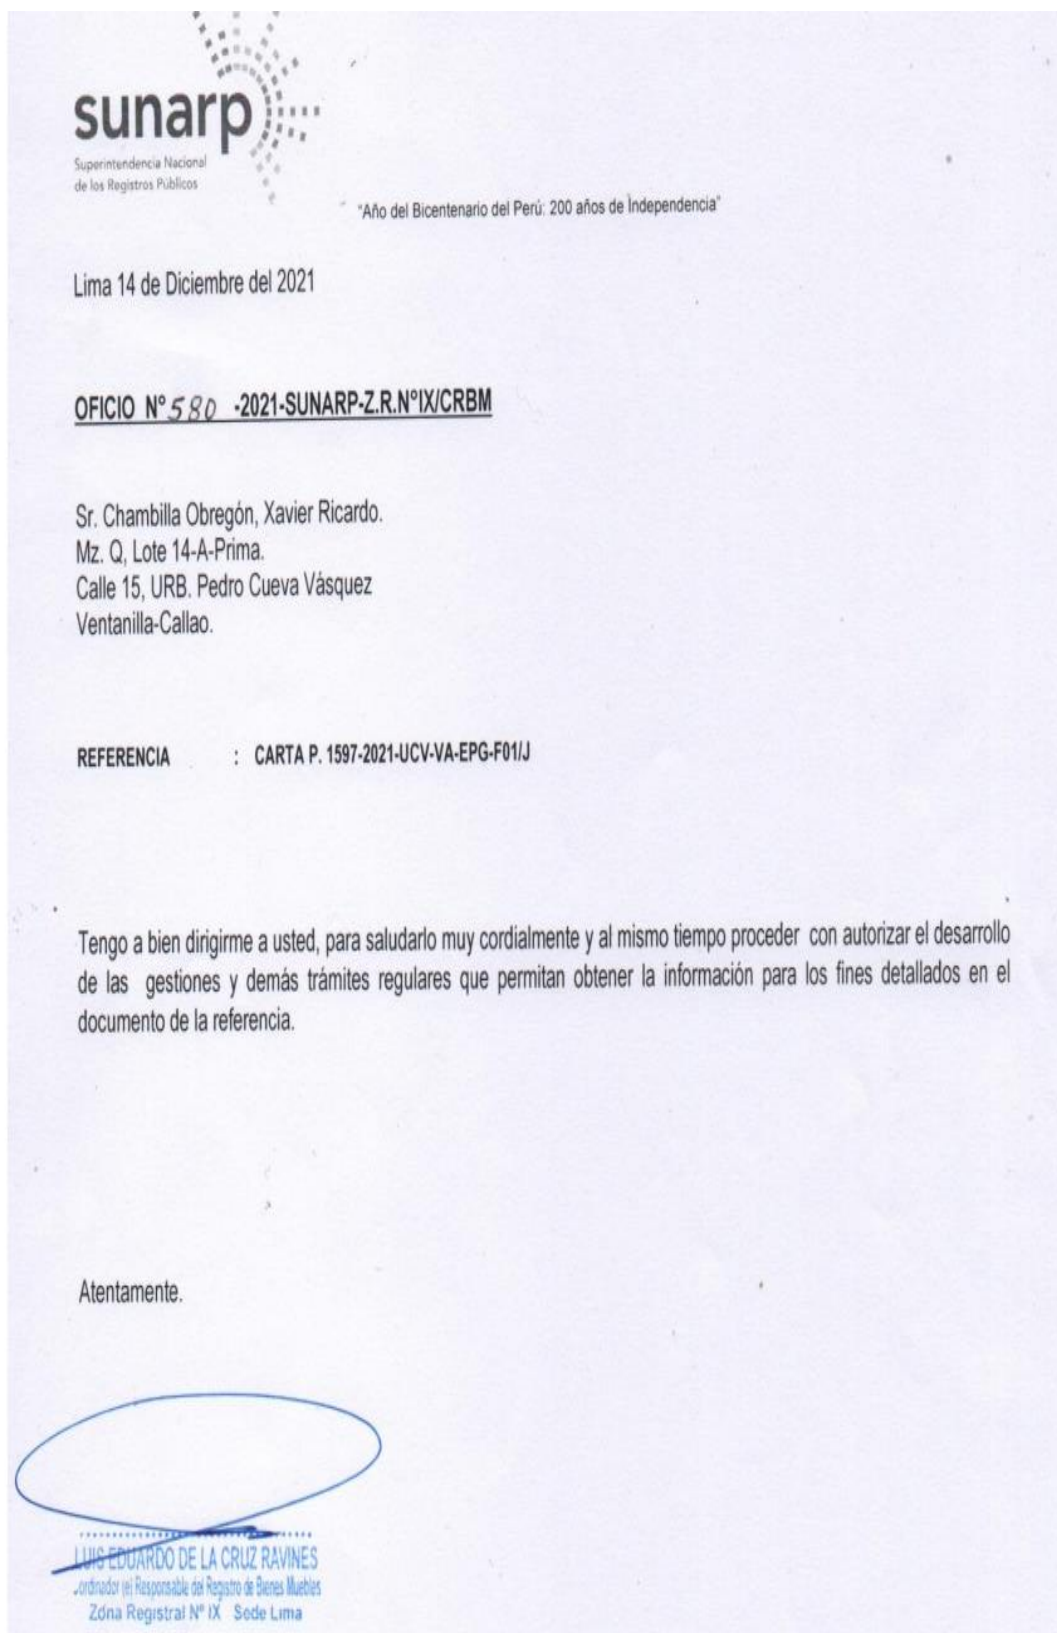 sunarp
Superintendencia Nacional
de los Registros Públicos
"Año del Bicentenario del Perú: 200 años de Independencia"
Lima 14 de Diciembre del 2021
OFICIO N° 580 -2021-SUNARP-Z.R.N°IX/CRBM
Sr. Chambilla Obregón, Xavier Ricardo.
Mz. Q, Lote 14-A-Prima.
Calle 15, URB. Pedro Cueva Vásquez
Ventanilla-Callao.
REFERENCIA : CARTA P. 1597-2021-UCV-VA-EPG-F01/J
Tengo a bien dirigirme a usted, para saludarlo muy cordialmente y al mismo tiempo proceder con autorizar el desarrollo
de las gestiones y demás trámites regulares que permitan obtener la información para los fines detallados en el
documento de la referencia.
Atentamente.
LUIS EDUARDO DE LA CRUZ RAVINES
ordinador (e) Responsable del Registro de Bienes Muebles
Zona Registral N° IX Sede Lima